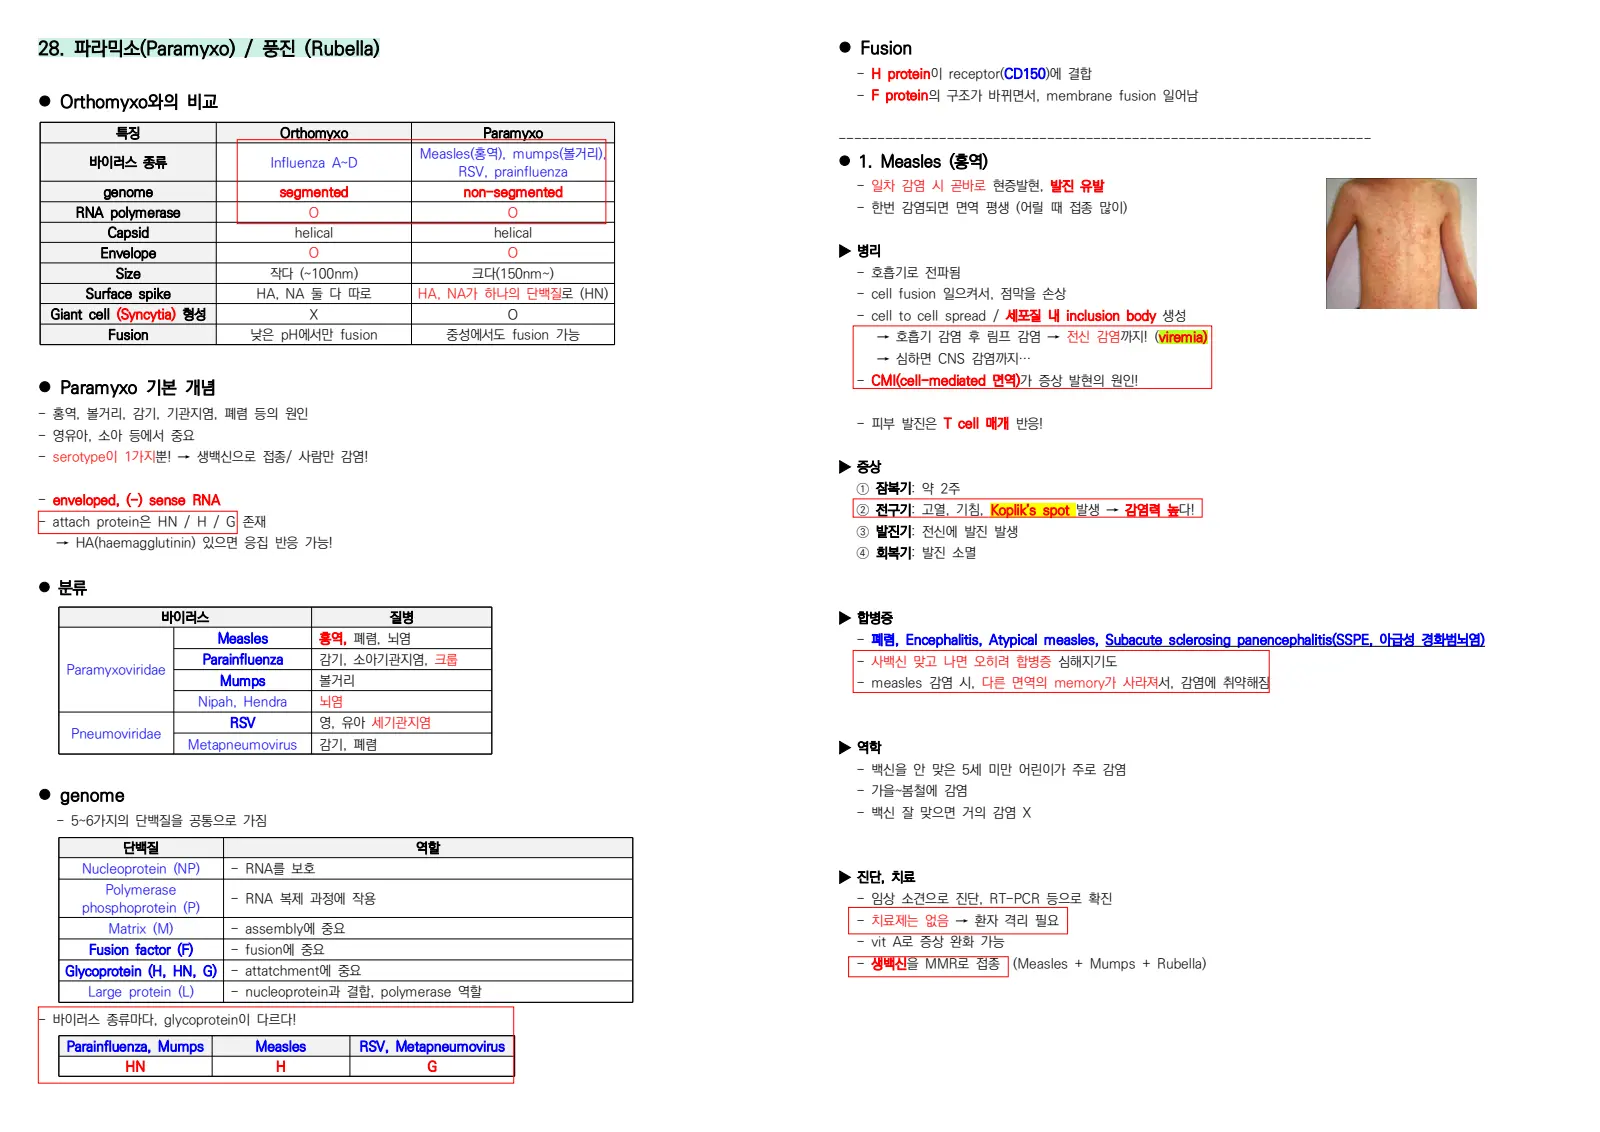 28. 파라믹소(Paramyxo) / 풍진 (Rubella)
● Orthomyxo와의 비교
특징 Orthomyxo Paramyxo
바이러스 종류 Influenza A~D Measles(홍역), mumps(볼거리), RSV, prainfluenza
genome segmented non-segmented
RNA polymerase O O
Capsid helical helical
Envelope O O
Size 작다 (~100nm) 크다(150nm~)
Surface spike HA, NA 둘 다 따로 HA, NA가 하나의 단백질로 (HN)
Giant cell (Syncytia) 형성 X O
Fusion 낮은 pH에서만 fusion 중성에서도 fusion 가능
● Paramyxo 기본 개념
- 홍역, 볼거리, 감기, 기관지염, 폐렴 등의 원인
- 영유아, 소아 등에서 중요
- serotype이 1가지뿐! → 생백신으로 접종/ 사람만 감염!
- enveloped, (-) sense RNA
- attach protein은 HN / H / G 존재
→ HA(haemagglutinin) 있으면 응집 반응 가능!
● 분류
바이러스 질병
Paramyxoviridae Measles 홍역, 폐렴, 뇌염
Parainfluenza 감기, 소아기관지염, 크룹
Mumps 볼거리
Nipah, Hendra 뇌염
Pneumoviridae RSV 영, 유아 세기관지염
Metapneumovirus 감기, 폐렴
● genome
- 5~6가지의 단백질을 공통으로 가짐
단백질 역할
Nucleoprotein (NP) - RNA를 보호
Polymerase phosphoprotein (P) - RNA 복제 과정에 작용
Matrix (M) - assembly에 중요
Fusion factor (F) - fusion에 중요
Glycoprotein (H, HN, G) - attatchment에 중요
Large protein (L) - nucleoprotein과 결합, polymerase 역할
- 바이러스 종류마다, glycoprotein이 다르다!
Parainfluenza, Mumps Measles RSV, Metapneumovirus
HN H G
● Fusion
- H protein이 receptor(CD150)에 결합
- F protein의 구조가 바뀌면서, membrane fusion 일어남
----------------------------------------------------------------------
● 1. Measles (홍역)
- 일차 감염 시 곧바로 현증발현, 발진 유발
- 한번 감염되면 면역 평생 (어릴 때 접종 많이)
▶ 병리
- 호흡기로 전파됨
- cell fusion 일으켜서, 점막을 손상
- cell to cell spread / 세포질 내 inclusion body 생성
→ 호흡기 감염 후 림프 감염 → 전신 감염까지! (viremia)
→ 심하면 CNS 감염까지…
- CMI(cell-mediated 면역)가 증상 발현의 원인!
- 피부 발진은 T cell 매개 반응!
▶ 증상
① 잠복기: 약 2주
② 전구기: 고열, 기침, Koplik's spot 발생 → 감염력 높다!
③ 발진기: 전신에 발진 발생
④ 회복기: 발진 소멸
▶ 합병증
- 폐렴, Encephalitis, Atypical measles, Subacute sclerosing panencephalitis(SSPE, 아급성 경화범뇌염)
- 사백신 맞고 나면 오히려 합병증 심해지기도
- measles 감염 시, 다른 면역의 memory가 사라져서, 감염에 취약해짐
▶ 역학
- 백신을 안 맞은 5세 미만 어린이가 주로 감염
- 가을~봄철에 감염
- 백신 잘 맞으면 거의 감염 X
▶ 진단, 치료
- 임상 소견으로 진단, RT-PCR 등으로 확진
- 치료제는 없음 → 환자 격리 필요
- vit A로 증상 완화 가능
- 생백신을 MMR로 접종 (Measles + Mumps + Rubella)